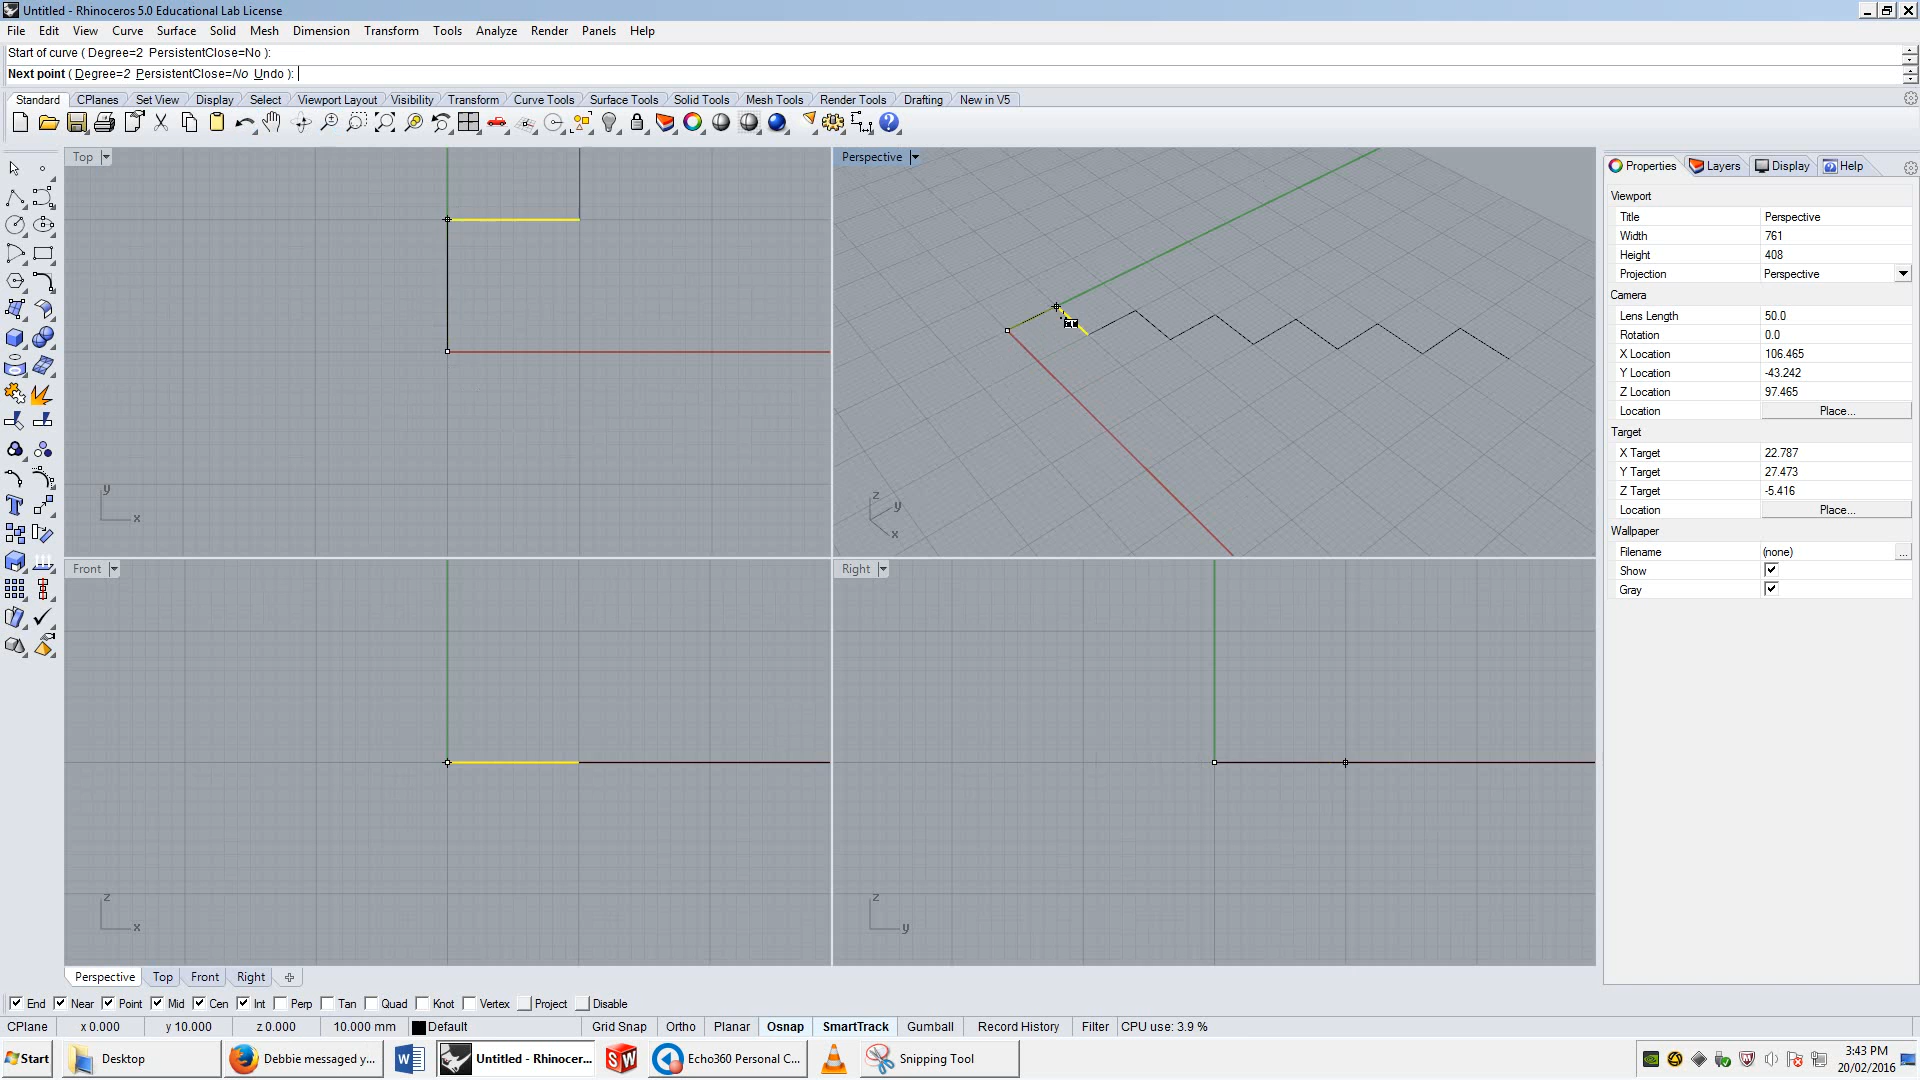 Untitled - Rhinoceros 5.0 Educational Lab License
File Edit View Curve Surface Solid Mesh Dimension Transform Tools Analyze Render Panels Help
Start of curve ( Degree=2 PersistentClose=No ):
Next point ( Degree=2 PersistentClose=No Undo ):
Standard CPlanes Set View Display Select Viewport Layout Visibility Transform Curve Tools Surface Tools Solid Tools Mesh Tools Render Tools Drafting New in V5
Top
Perspective
Properties Layers Display Help
Viewport
Title Perspective
Width 761
Height 408
Projection Perspective
Camera
Lens Length 50.0
Rotation 0.0
X Location 106.465
Y Location -43.242
Z Location 97.465
Location Place...
Target
X Target 22.787
Y Target 27.473
Z Target -5.416
Location Place...
Wallpaper
Filename (none) ...
Show
Gray
y
x
z
y
x
Front
Right
z
x
z
y
Perspective Top Front Right
End Near Point Mid Cen Int Perp Tan Quad Knot Vertex Project Disable
CPlane x 0.000 y 10.000 z 0.000 10.000 mm Default Grid Snap Ortho Planar Osnap SmartTrack Gumball Record History Filter CPU use: 3.9 %
Start Desktop Debbie messaged y... Untitled - Rhinocer... SW Echo360 Personal C... Snipping Tool
3:43 PM
20/02/2016